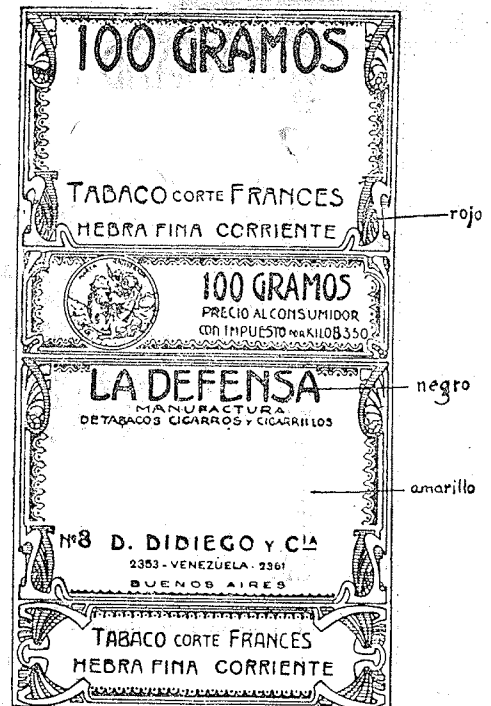 100 GRAMOS
TABACO CORTE FRANCES
HEBRA FINA CORRIENTE
rojo
100 GRAMOS
PRECIO AL CONSUMIDOR
CON IMPUESTO POR KILO $ 3.50
LA DEFENSA
negro
MANUFACTURA
DE TABACOS CIGARROS Y CIGARRILLOS
amarillo
Nº 8 D. DIDIEGO Y CIA
2353 - VENEZUELA - 2361
BUENOS AIRES
TABACO CORTE FRANCES
HEBRA FINA CORRIENTE